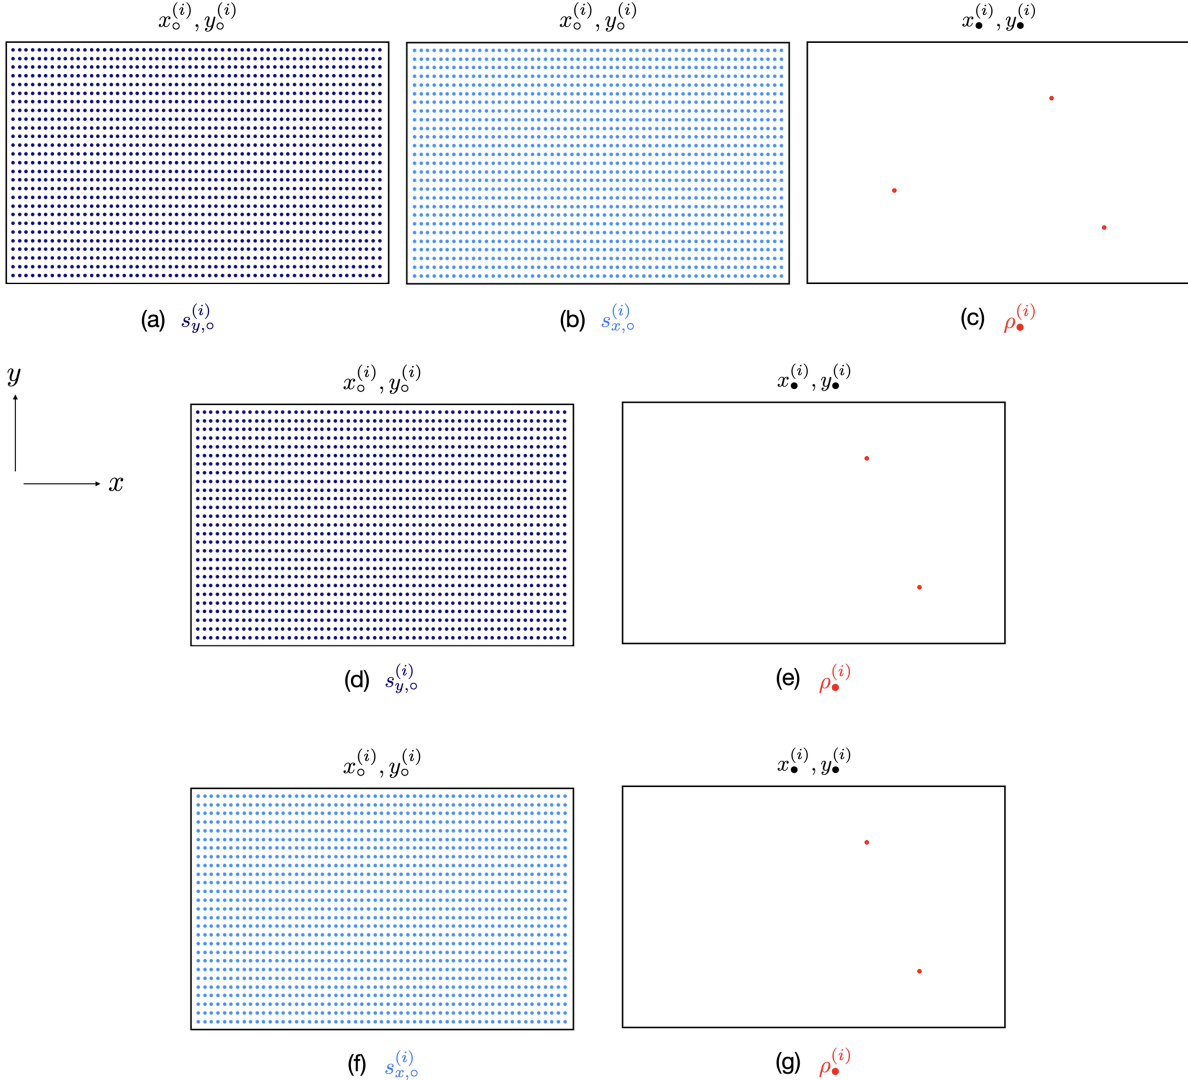 x_○^{(i)}, y_○^{(i)} x_○^{(i)}, y_○^{(i)} x_●^{(i)}, y_●^{(i)}
(a) s_{y,○}^{(i)} (b) s_{x,○}^{(i)} (c) ρ_●^{(i)}
x_○^{(i)}, y_○^{(i)} x_●^{(i)}, y_●^{(i)}
y
x
(d) s_{y,○}^{(i)} (e) ρ_●^{(i)}
x_○^{(i)}, y_○^{(i)} x_●^{(i)}, y_●^{(i)}
(f) s_{x,○}^{(i)} (g) ρ_●^{(i)}